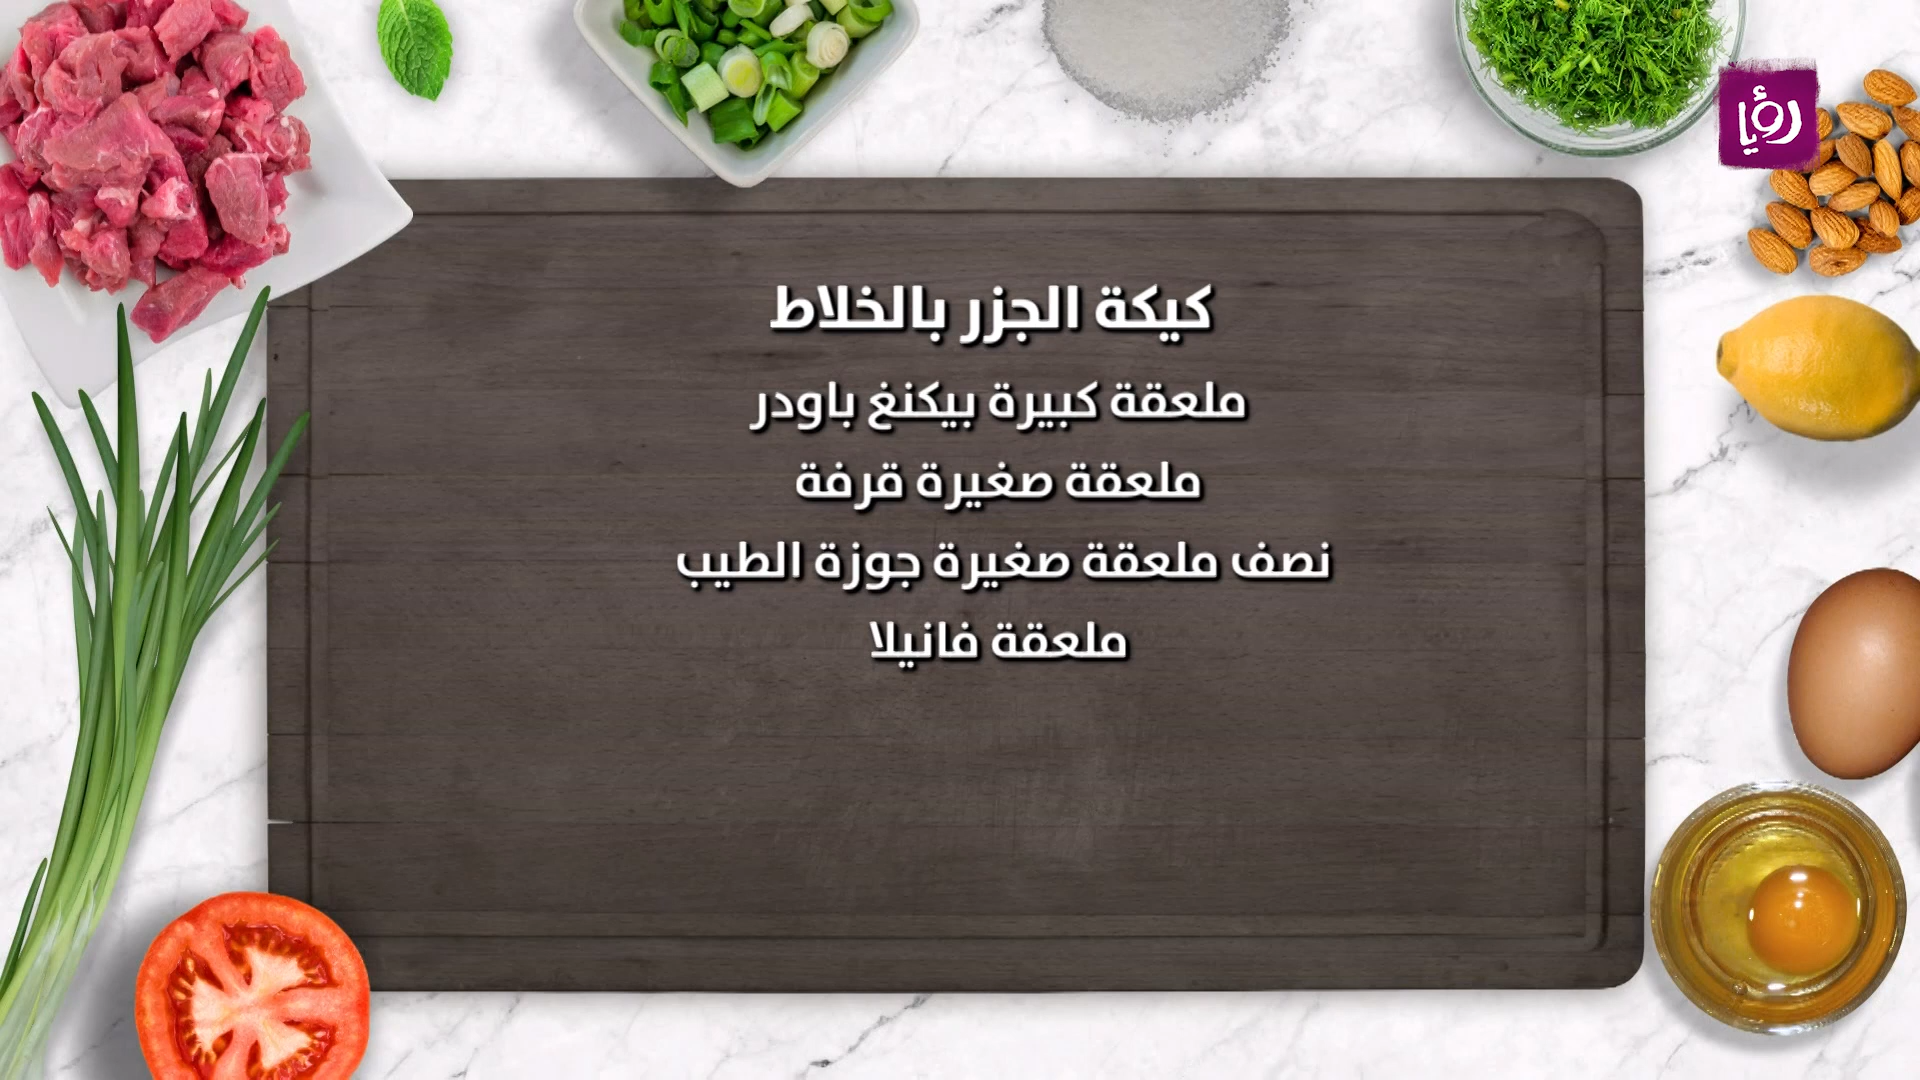 رؤيا
كيكة الجزر بالخلاط
ملعقة كبيرة بيكنغ باودر
ملعقة صغيرة قرفة
نصف ملعقة صغيرة جوزة الطيب
ملعقة فانيلا